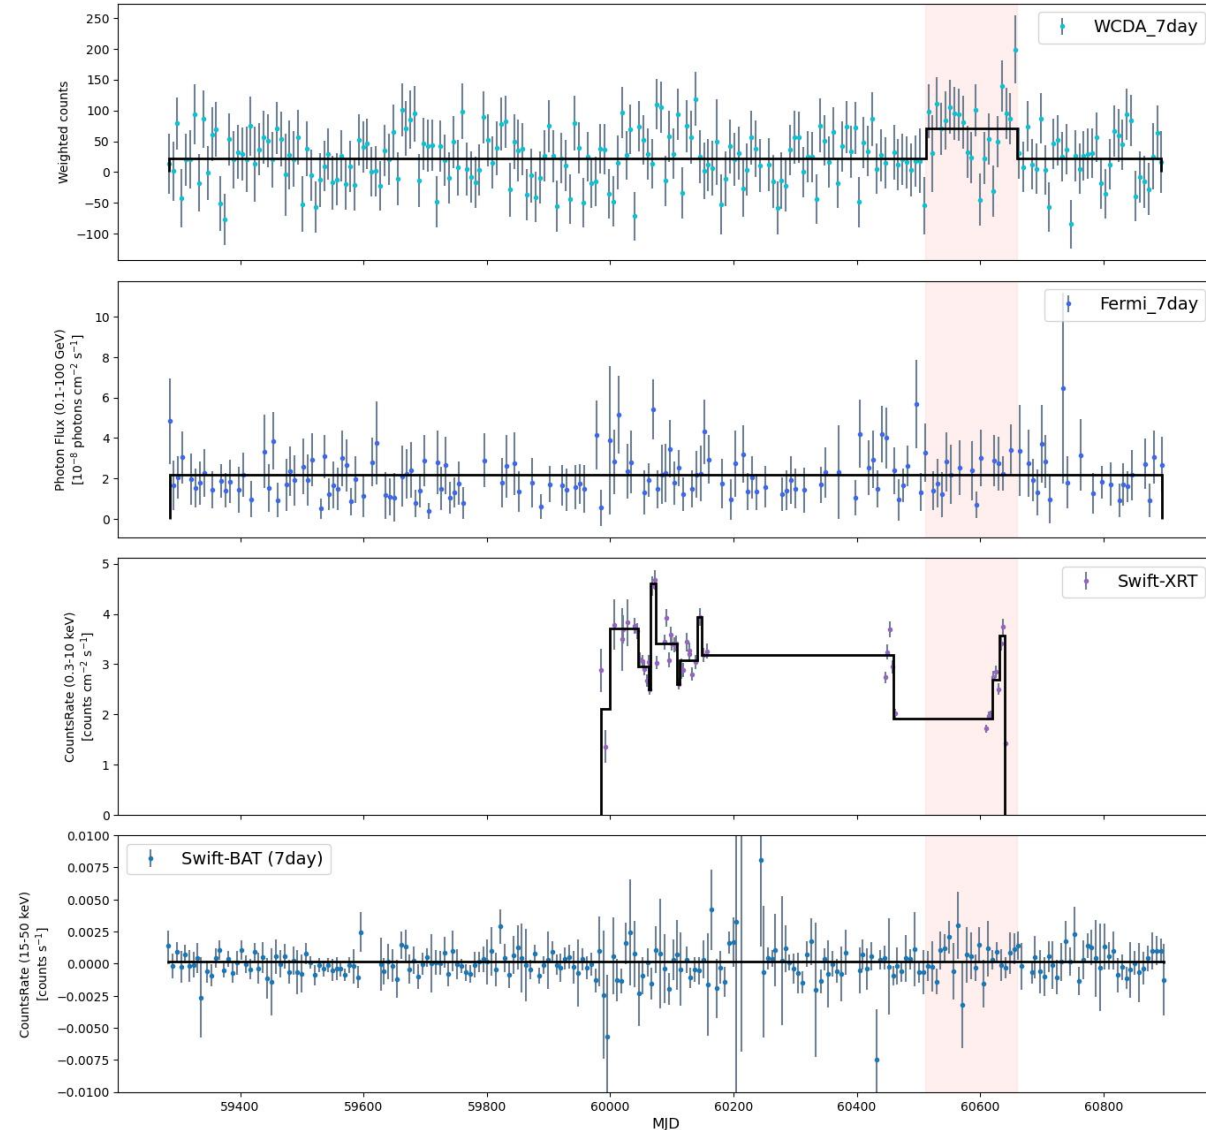 WCDA_7day
Weighted counts
250
200
150
100
50
0
−50
−100
Fermi_7day
Photon Flux (0.1-100 GeV)
[10⁻⁸ photons cm⁻² s⁻¹]
10
8
6
4
2
0
Swift-XRT
CountsRate (0.3-10 keV)
[counts cm⁻² s⁻¹]
5
4
3
2
1
0
Swift-BAT (7day)
CountsRate (15-50 keV)
[counts s⁻¹]
0.0100
0.0075
0.0050
0.0025
0.0000
−0.0025
−0.0050
−0.0075
−0.0100
59400 59600 59800 60000 60200 60400 60600 60800
MJD